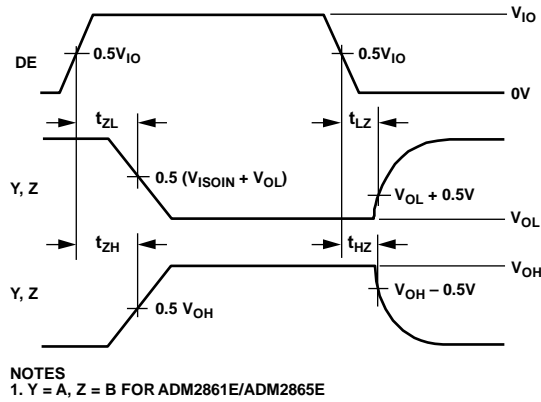 V_IO
DE
0.5V_IO
0.5V_IO
0V
t_ZL
t_LZ
Y, Z
0.5 (V_ISOIN + V_OL)
V_OL + 0.5V
V_OL
t_ZH
t_HZ
V_OH
Y, Z
0.5 V_OH
V_OH – 0.5V
NOTES
1. Y = A, Z = B FOR ADM2861E/ADM2865E